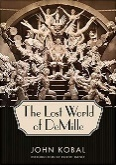 The Lost World
of DeMille
JOHN KOBAL